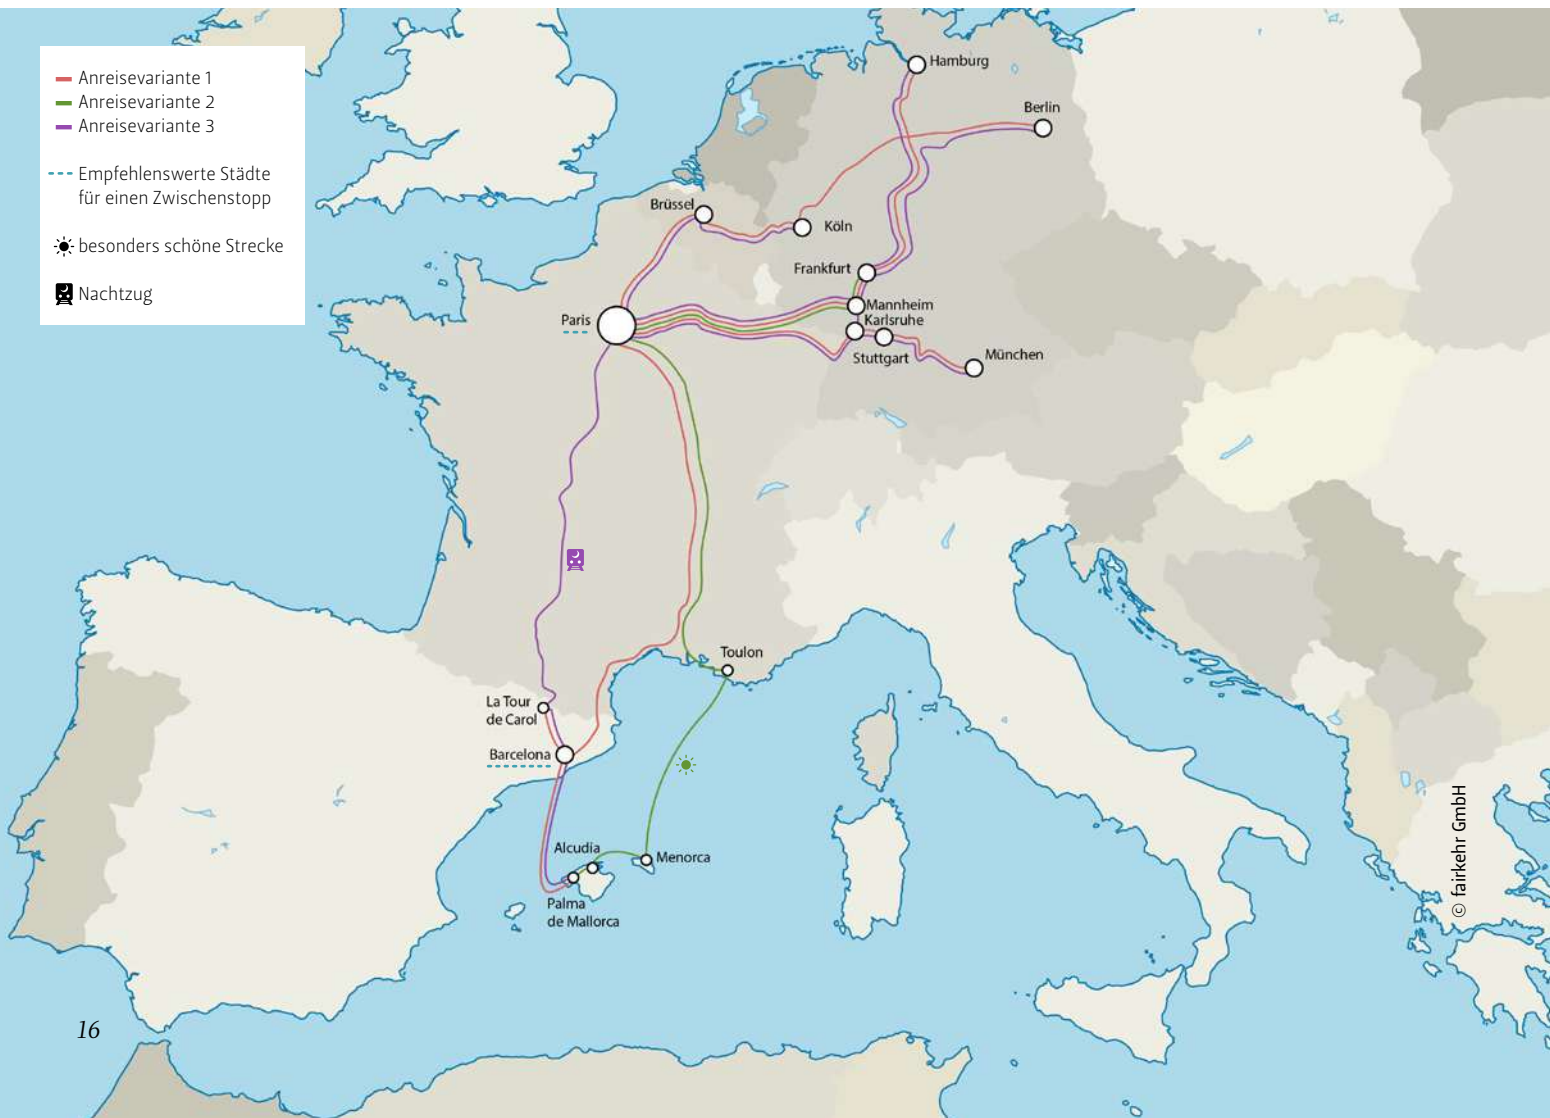 Anreisevariante 1
Anreisevariante 2
Anreisevariante 3
Empfehlenswerte Städte
für einen Zwischenstopp
besonders schöne Strecke
Nachtzug
Hamburg
Berlin
Brüssel
Köln
Frankfurt
Mannheim
Paris
Karlsruhe
Stuttgart
München
Toulon
La Tour
de Carol
Barcelona
Alcudia
Menorca
Palma
de Mallorca
© fairkehr GmbH
16